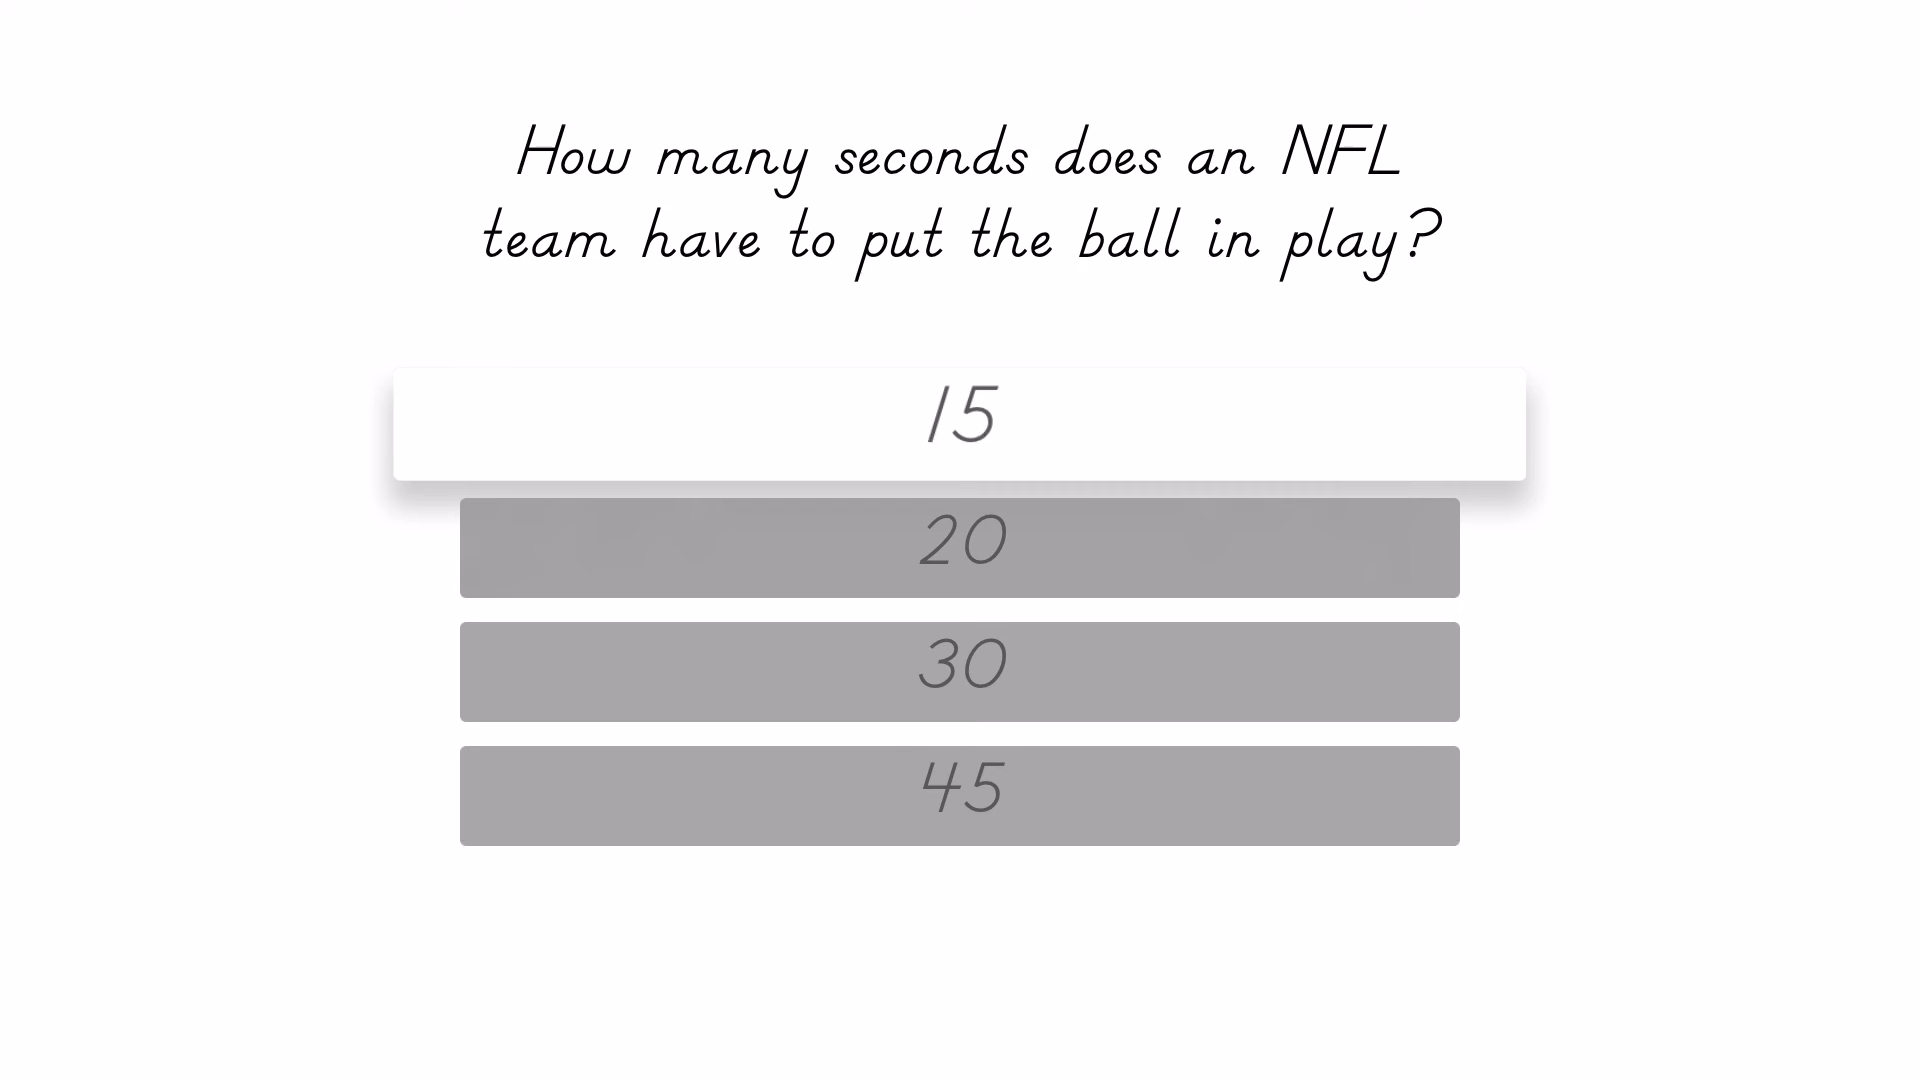 How many seconds does an NFL
team have to put the ball in play?
15
20
30
45